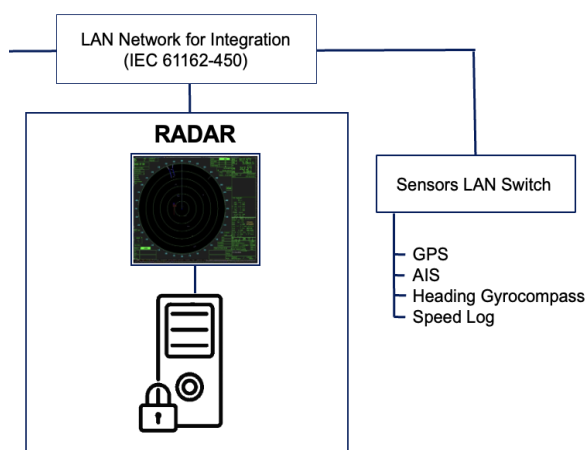 LAN Network for Integration
(IEC 61162-450)
RADAR
Sensors LAN Switch
GPS
AIS
Heading Gyrocompass
Speed Log